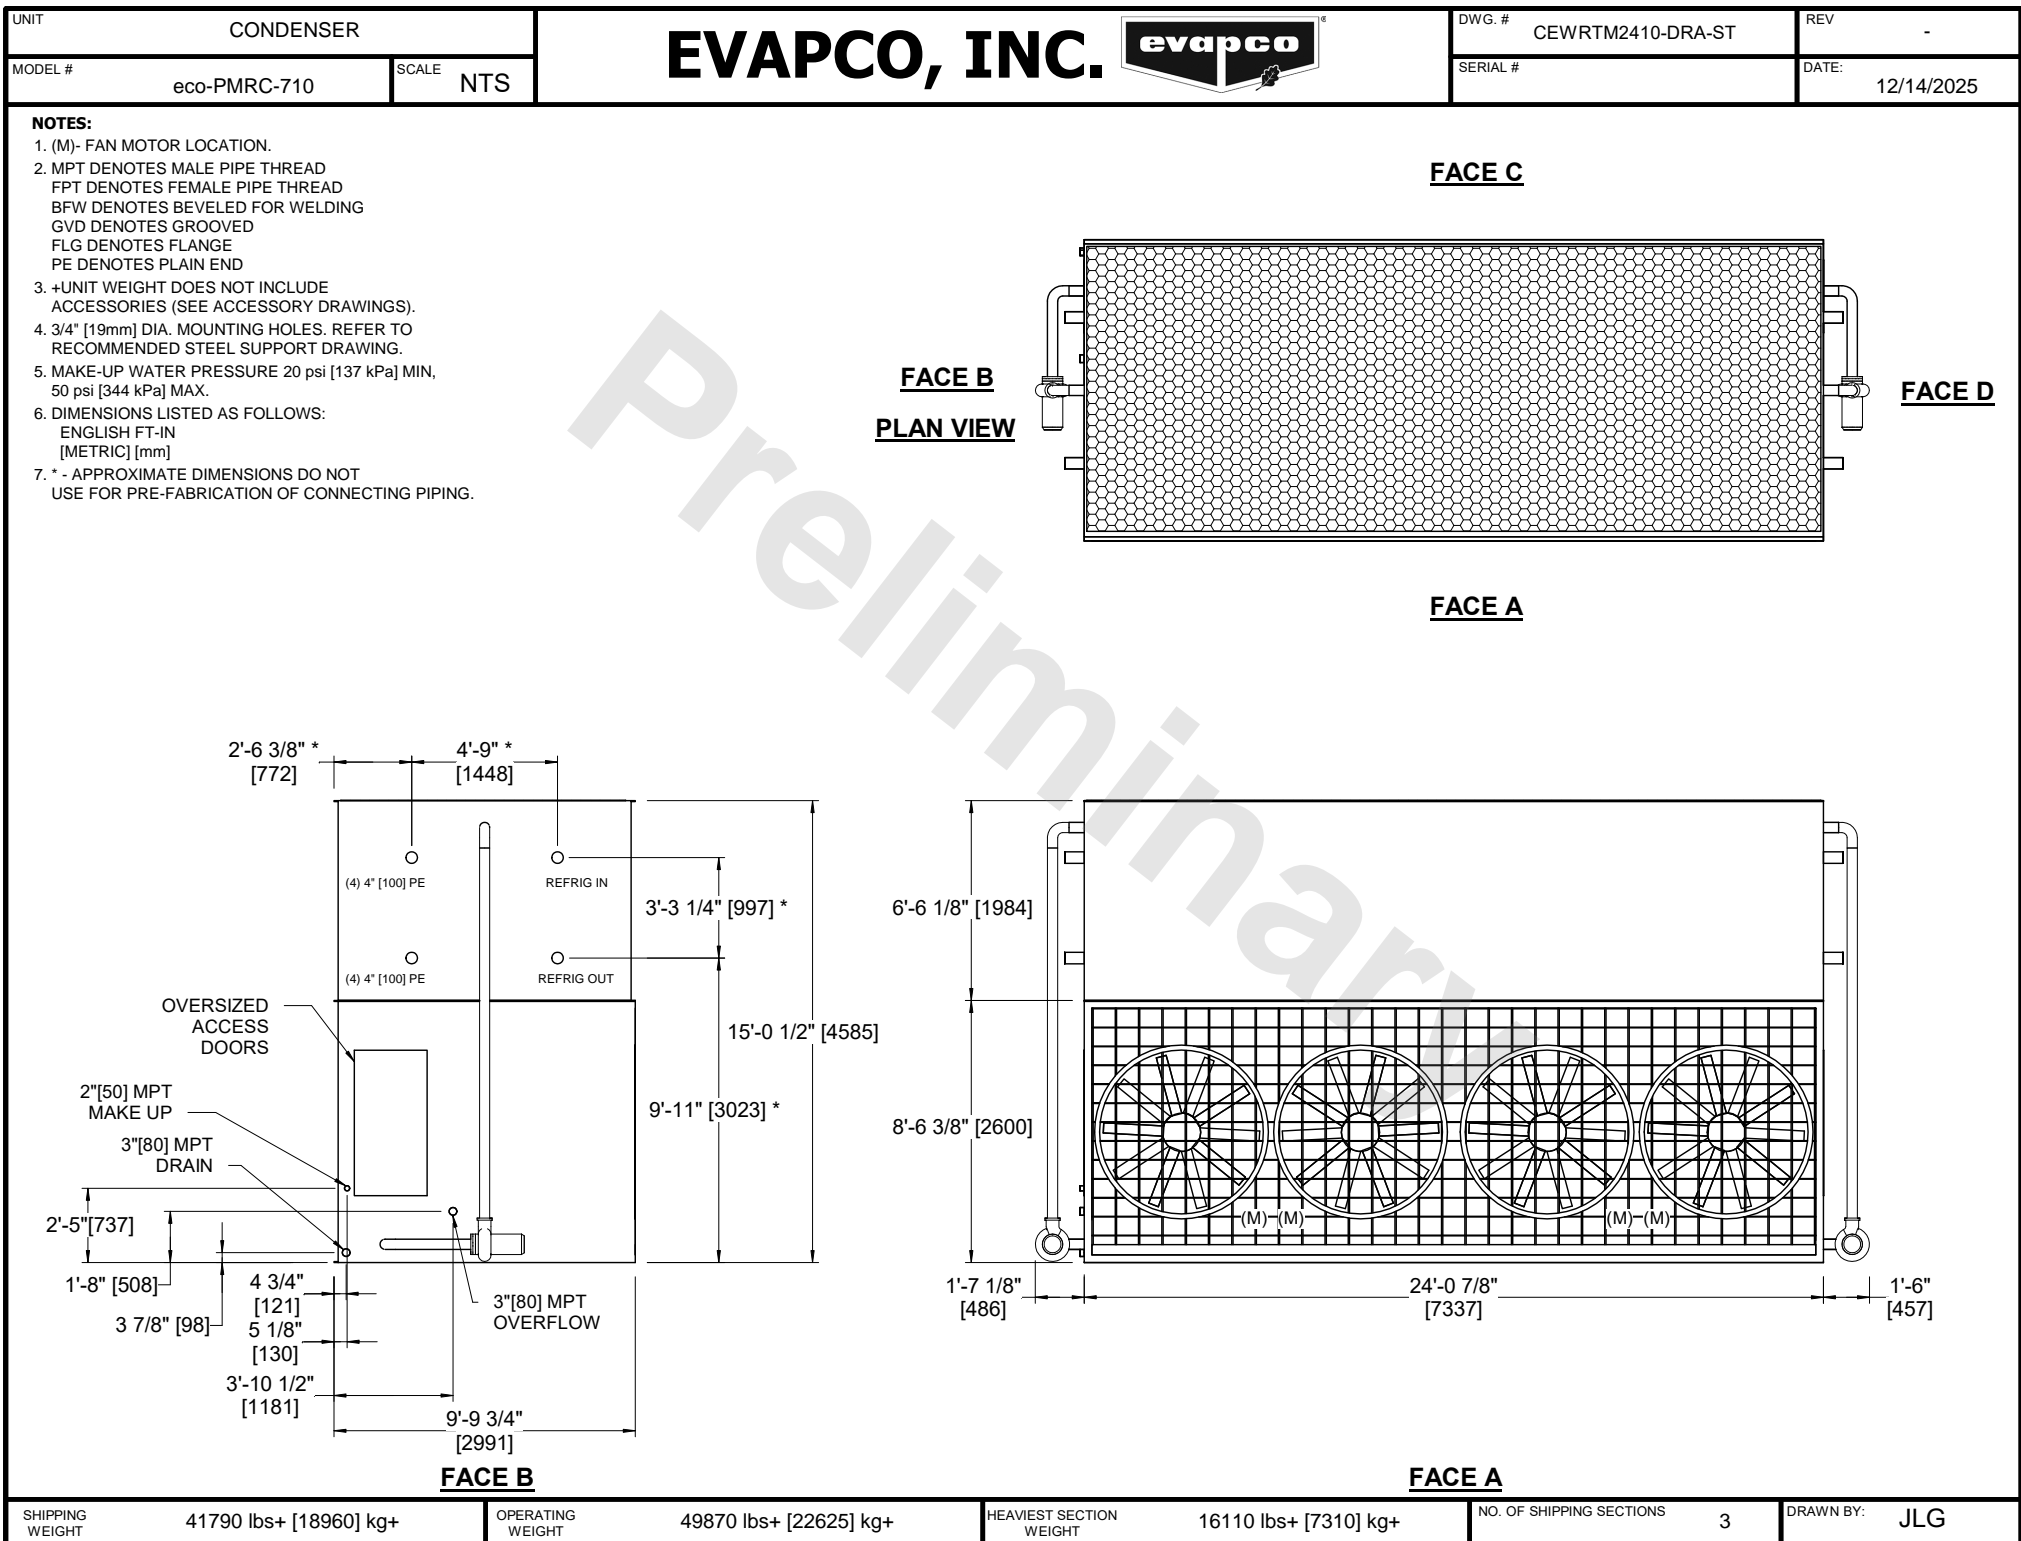 UNIT
CONDENSER
MODEL #
eco-PMRC-710
SCALE
NTS
EVAPCO, INC.
evapco
®
DWG. #
CEWRTM2410-DRA-ST
REV
-
SERIAL #
DATE:
12/14/2025
NOTES:
1. (M)- FAN MOTOR LOCATION.
2. MPT DENOTES MALE PIPE THREAD
FPT DENOTES FEMALE PIPE THREAD
BFW DENOTES BEVELED FOR WELDING
GVD DENOTES GROOVED
FLG DENOTES FLANGE
PE DENOTES PLAIN END
3. +UNIT WEIGHT DOES NOT INCLUDE
ACCESSORIES (SEE ACCESSORY DRAWINGS).
4. 3/4" [19mm] DIA. MOUNTING HOLES. REFER TO
RECOMMENDED STEEL SUPPORT DRAWING.
5. MAKE-UP WATER PRESSURE 20 psi [137 kPa] MIN,
50 psi [344 kPa] MAX.
6. DIMENSIONS LISTED AS FOLLOWS:
ENGLISH FT-IN
[METRIC] [mm]
7. * - APPROXIMATE DIMENSIONS DO NOT
USE FOR PRE-FABRICATION OF CONNECTING PIPING.
FACE C
FACE B
PLAN VIEW
FACE D
FACE A
Preliminary
2'-6 3/8" *
[772]
4'-9" *
[1448]
(4) 4" [100] PE
REFRIG IN
3'-3 1/4" [997] *
(4) 4" [100] PE
REFRIG OUT
OVERSIZED
ACCESS
DOORS
15'-0 1/2" [4585]
2"[50] MPT
MAKE UP
9'-11" [3023] *
3"[80] MPT
DRAIN
2'-5"[737]
1'-8" [508]
3 7/8" [98]
4 3/4"
[121]
5 1/8"
[130]
3"[80] MPT
OVERFLOW
3'-10 1/2"
[1181]
9'-9 3/4"
[2991]
FACE B
6'-6 1/8" [1984]
8'-6 3/8" [2600]
(M) (M)
(M) (M)
1'-7 1/8"
[486]
24'-0 7/8"
[7337]
1'-6"
[457]
FACE A
SHIPPING
WEIGHT
41790 lbs+ [18960] kg+
OPERATING
WEIGHT
49870 lbs+ [22625] kg+
HEAVIEST SECTION
WEIGHT
16110 lbs+ [7310] kg+
NO. OF SHIPPING SECTIONS
3
DRAWN BY:
JLG